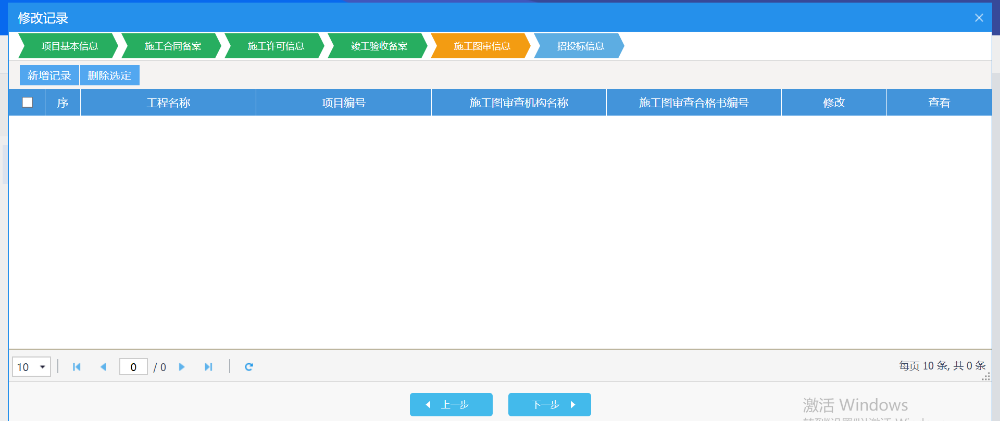 修改记录
项目基本信息 施工合同备案 施工许可信息 竣工验收备案 施工图审信息 招投标信息
新增记录 删除选定
序 工程名称 项目编号 施工图审查机构名称 施工图审查合格书编号 修改 查看
10 0 / 0 每页 10 条, 共 0 条
上一步 下一步
激活 Windows